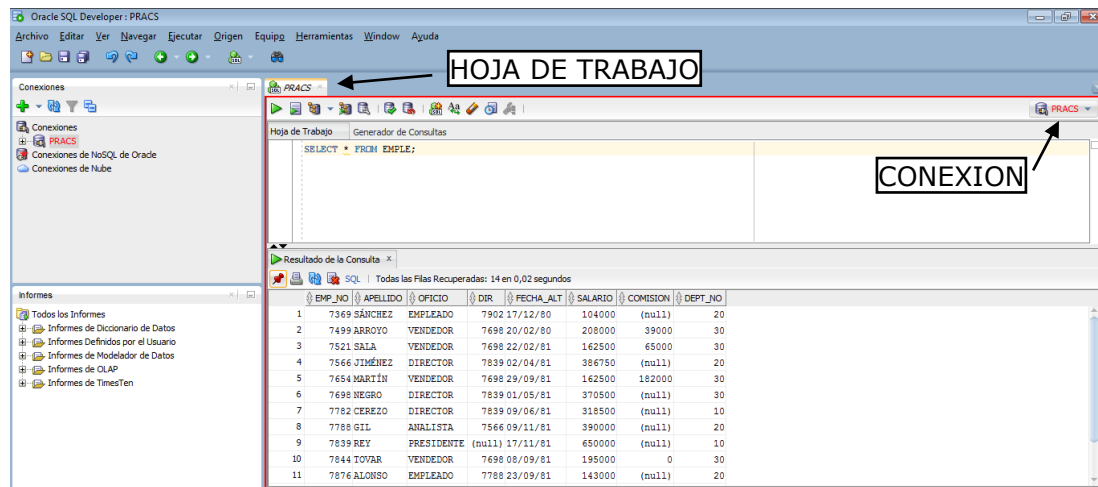 Oracle SQL Developer : PRACS
Archivo Editar Ver Navegar Ejecutar Origen Equipo Herramientas Window Ayuda
HOJA DE TRABAJO
Conexiones
PRACS
PRACS
Conexiones
PRACS
Conexiones de NoSQL de Oracle
Conexiones de Nube
Hoja de Trabajo Generador de Consultas
SELECT * FROM EMPLE;
CONEXION
Resultado de la Consulta x
SQL | Todas las Filas Recuperadas: 14 en 0,02 segundos
Informes
Todos los Informes
Informes de Diccionario de Datos
Informes Definidos por el Usuario
Informes de Modelador de Datos
Informes de OLAP
Informes de TimesTen
EMP_NO APELLIDO OFICIO DIR FECHA_ALT SALARIO COMISION DEPT_NO
1 7369 SÁNCHEZ EMPLEADO 7902 17/12/80 104000 (null) 20
2 7499 ARROYO VENDEDOR 7698 20/02/80 208000 39000 30
3 7521 SALA VENDEDOR 7698 22/02/81 162500 65000 30
4 7566 JIMÉNEZ DIRECTOR 7839 02/04/81 386750 (null) 20
5 7654 MARTÍN VENDEDOR 7698 29/09/81 162500 182000 30
6 7698 NEGRO DIRECTOR 7839 01/05/81 370500 (null) 30
7 7782 CEREZO DIRECTOR 7839 09/06/81 318500 (null) 10
8 7788 GIL ANALISTA 7566 09/11/81 390000 (null) 20
9 7839 REY PRESIDENTE (null) 17/11/81 650000 (null) 10
10 7844 TOVAR VENDEDOR 7698 08/09/81 195000 0 30
11 7876 ALONSO EMPLEADO 7788 23/09/81 143000 (null) 20